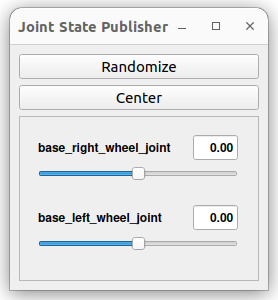 Joint State Publisher
Randomize
Center
base_right_wheel_joint 0.00
base_left_wheel_joint 0.00